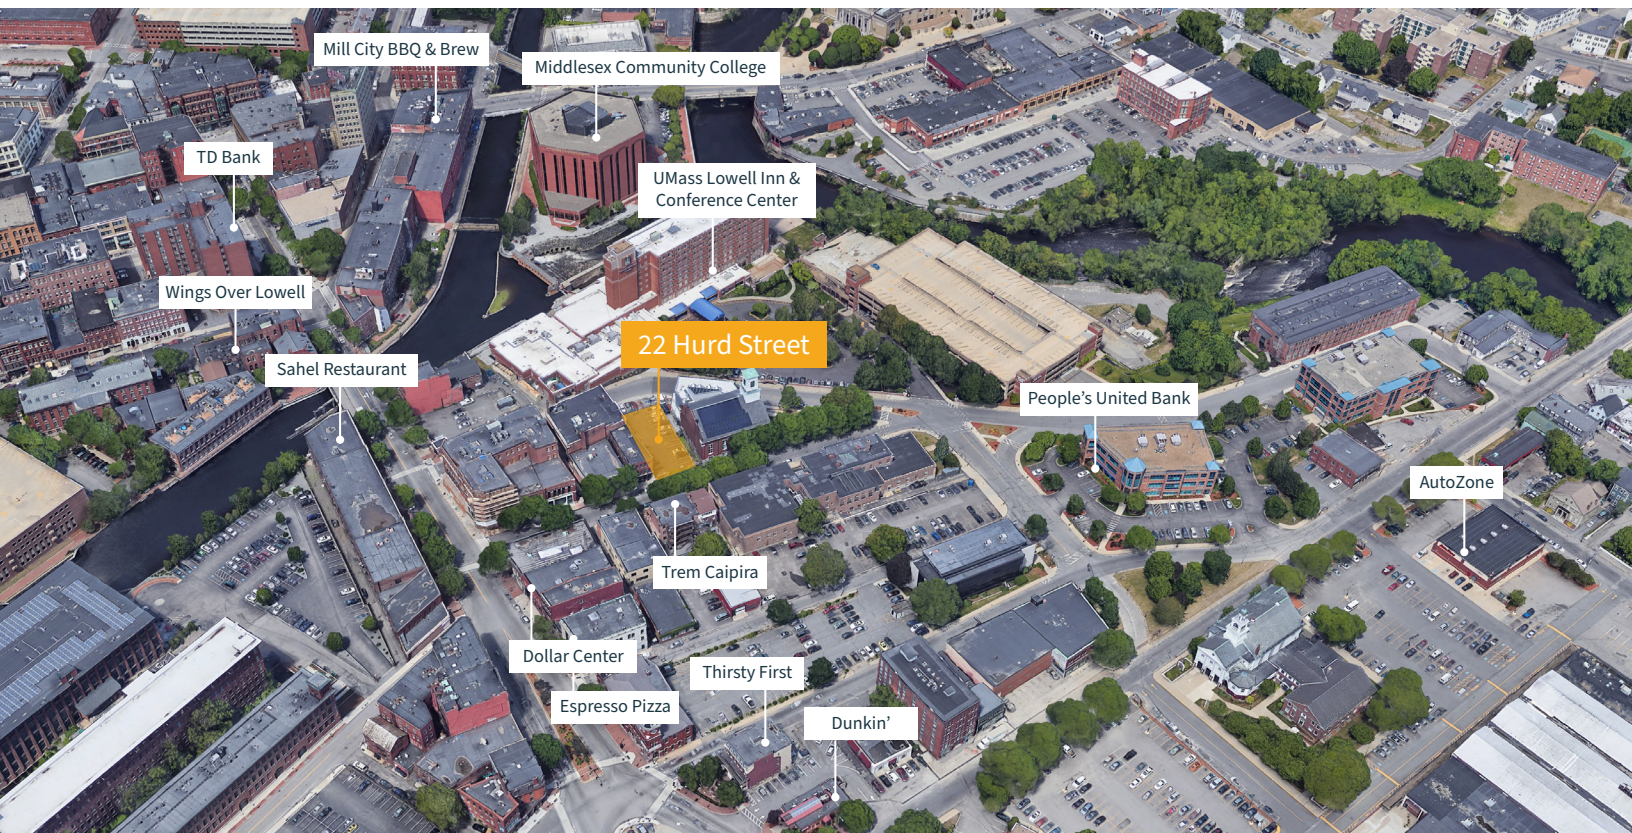 Mill City BBQ & Brew
Middlesex Community College
TD Bank
UMass Lowell Inn &
Conference Center
Wings Over Lowell
22 Hurd Street
Sahel Restaurant
People's United Bank
AutoZone
Trem Caipira
Dollar Center
Thirsty First
Espresso Pizza
Dunkin'